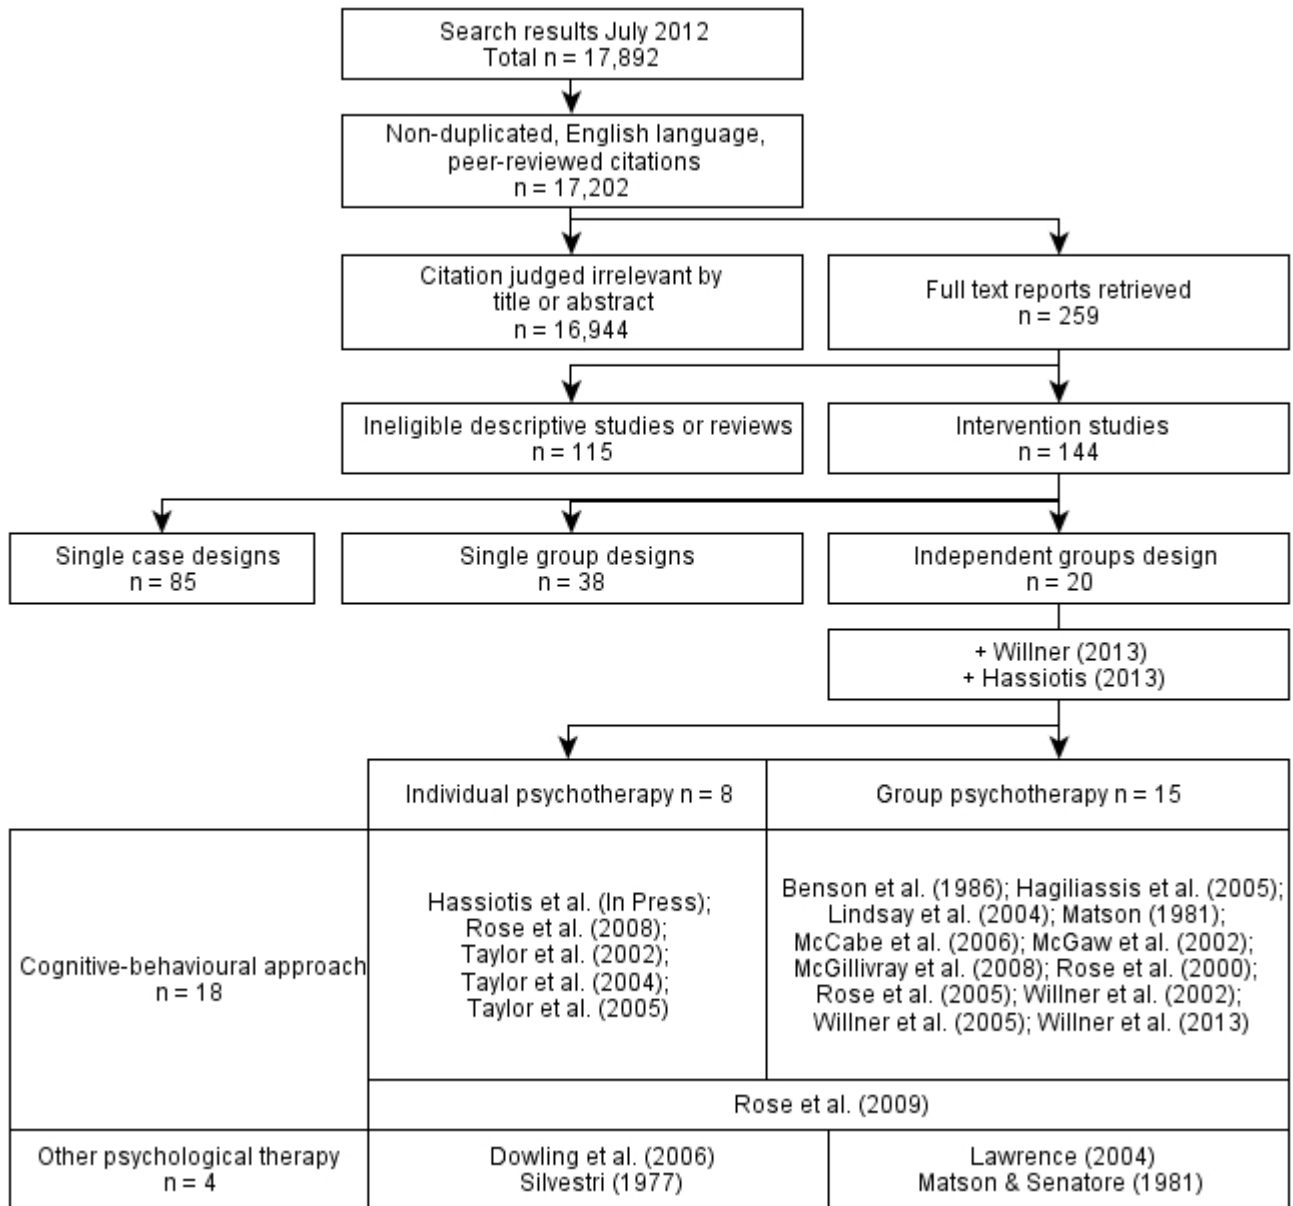 Search results July 2012
Total n = 17,892
Non-duplicated, English language,
peer-reviewed citations
n = 17,202
Citation judged irrelevant by
title or abstract
n = 16,944
Full text reports retrieved
n = 259
Ineligible descriptive studies or reviews
n = 115
Intervention studies
n = 144
Single case designs
n = 85
Single group designs
n = 38
Independent groups design
n = 20
+ Willner (2013)
+ Hassiotis (2013)
Individual psychotherapy n = 8
Group psychotherapy n = 15
Cognitive-behavioural approach
n = 18
Hassiotis et al. (In Press);
Rose et al. (2008);
Taylor et al. (2002);
Taylor et al. (2004);
Taylor et al. (2005)
Benson et al. (1986); Hagiliassis et al. (2005);
Lindsay et al. (2004); Matson (1981);
McCabe et al. (2006); McGaw et al. (2002);
McGillivray et al. (2008); Rose et al. (2000);
Rose et al. (2005); Willner et al. (2002);
Willner et al. (2005); Willner et al. (2013)
Rose et al. (2009)
Other psychological therapy
n = 4
Dowling et al. (2006)
Silvestri (1977)
Lawrence (2004)
Matson & Senatore (1981)